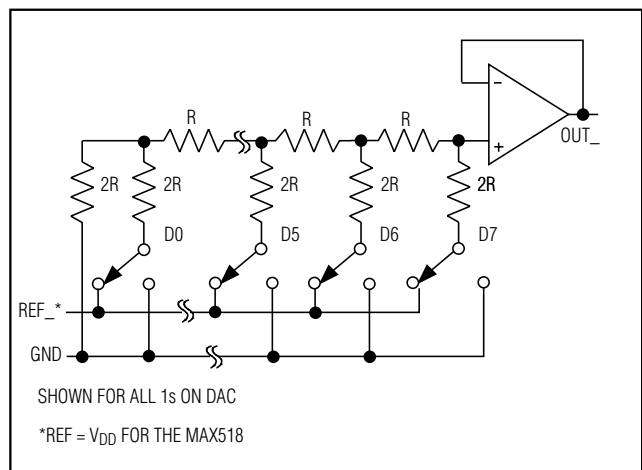 R R R
OUT_
2R 2R 2R 2R 2R
D0 D5 D6 D7
REF_*
GND
SHOWN FOR ALL 1s ON DAC
*REF = VDD FOR THE MAX518